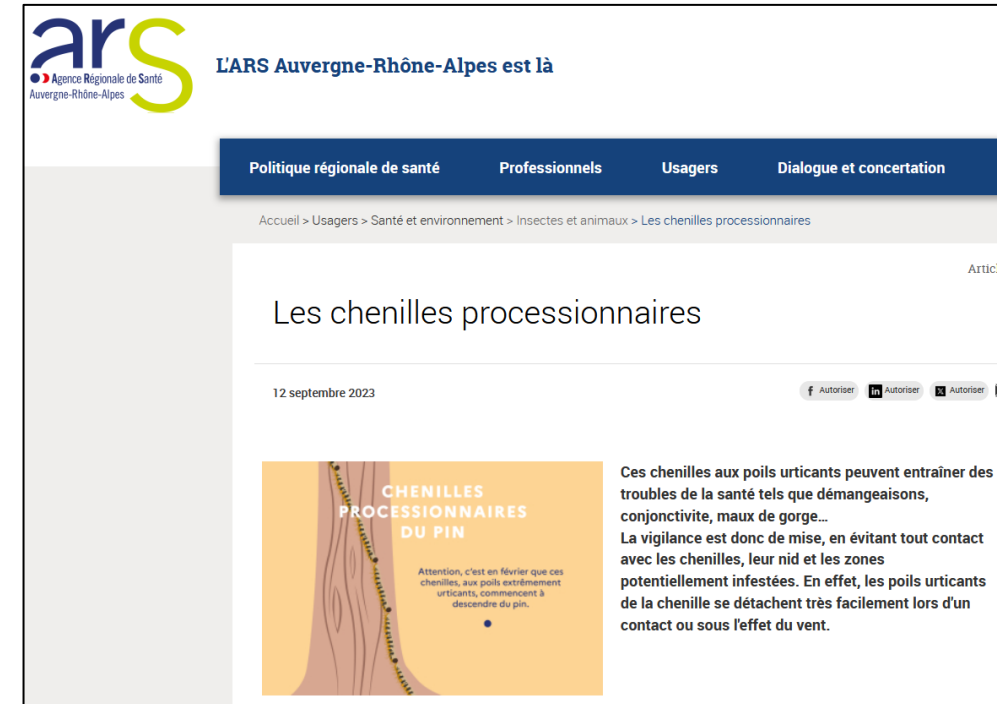 ars
Agence Régionale de Santé
Auvergne-Rhône-Alpes
L'ARS Auvergne-Rhône-Alpes est là
Politique régionale de santé Professionnels Usagers Dialogue et concertation
Accueil > Usagers > Santé et environnement > Insectes et animaux > Les chenilles processionnaires
Les chenilles processionnaires
12 septembre 2023
Autoriser Autoriser Autoriser
CHENILLES
PROCESSIONNAIRES
DU PIN
Attention, c'est en février que ces
chenilles, aux poils extrêmement
urticants, commencent à
descendre du pin.
Ces chenilles aux poils urticants peuvent entraîner des
troubles de la santé tels que démangeaisons,
conjonctivite, maux de gorge…
La vigilance est donc de mise, en évitant tout contact
avec les chenilles, leur nid et les zones
potentiellement infestées. En effet, les poils urticants
de la chenille se détachent très facilement lors d'un
contact ou sous l'effet du vent.